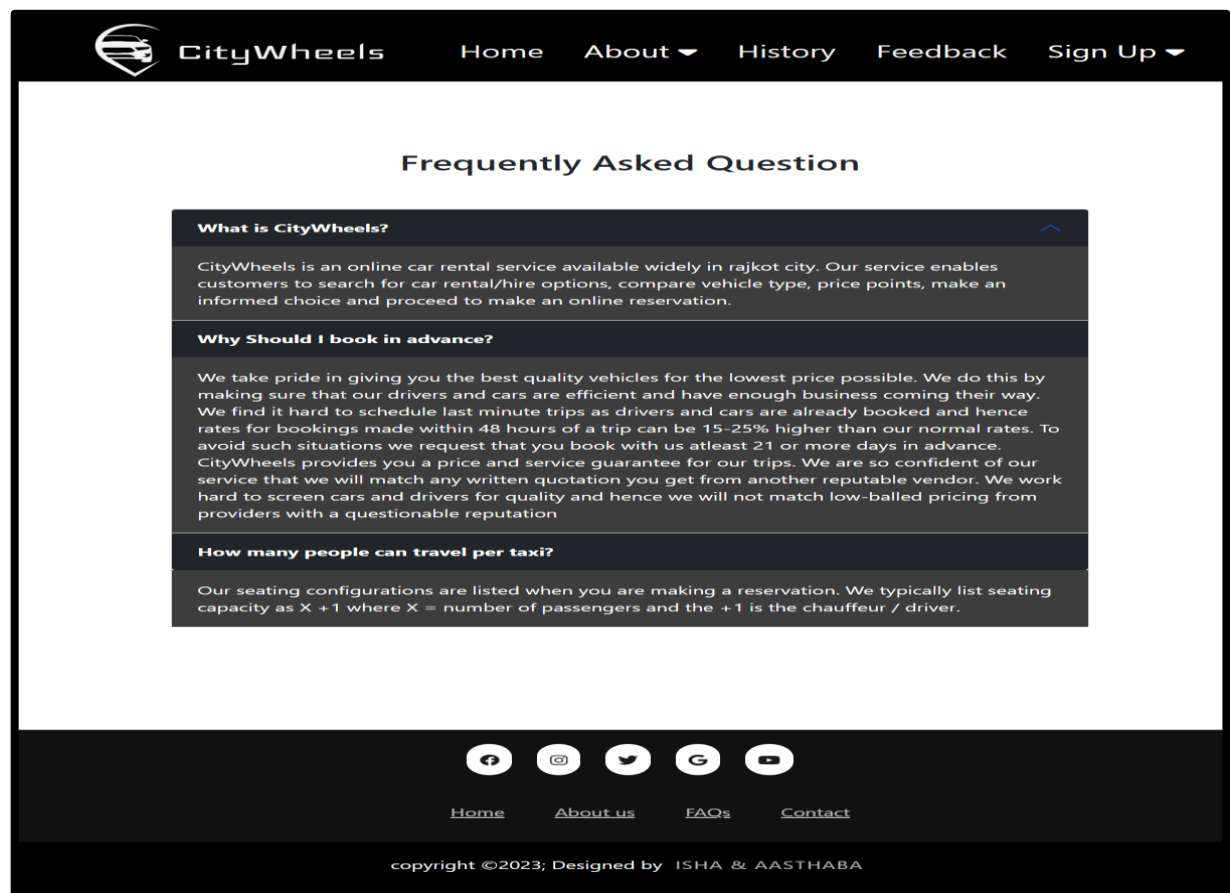 CityWheels Home About History Feedback Sign Up
Frequently Asked Question
What is CityWheels?
CityWheels is an online car rental service available widely in rajkot city. Our service enables
customers to search for car rental/hire options, compare vehicle type, price points, make an
informed choice and proceed to make an online reservation.
Why Should I book in advance?
We take pride in giving you the best quality vehicles for the lowest price possible. We do this by
making sure that our drivers and cars are efficient and have enough business coming their way.
We find it hard to schedule last minute trips as drivers and cars are already booked and hence
rates for bookings made within 48 hours of a trip can be 15-25% higher than our normal rates. To
avoid such situations we request that you book with us atleast 21 or more days in advance.
CityWheels provides you a price and service guarantee for our trips. We are so confident of our
service that we will match any written quotation you get from another reputable vendor. We work
hard to screen cars and drivers for quality and hence we will not match low-balled pricing from
providers with a questionable reputation
How many people can travel per taxi?
Our seating configurations are listed when you are making a reservation. We typically list seating
capacity as X +1 where X = number of passengers and the +1 is the chauffeur / driver.
Home About us FAQs Contact
copyright ©2023; Designed by ISHA & AASTHABA